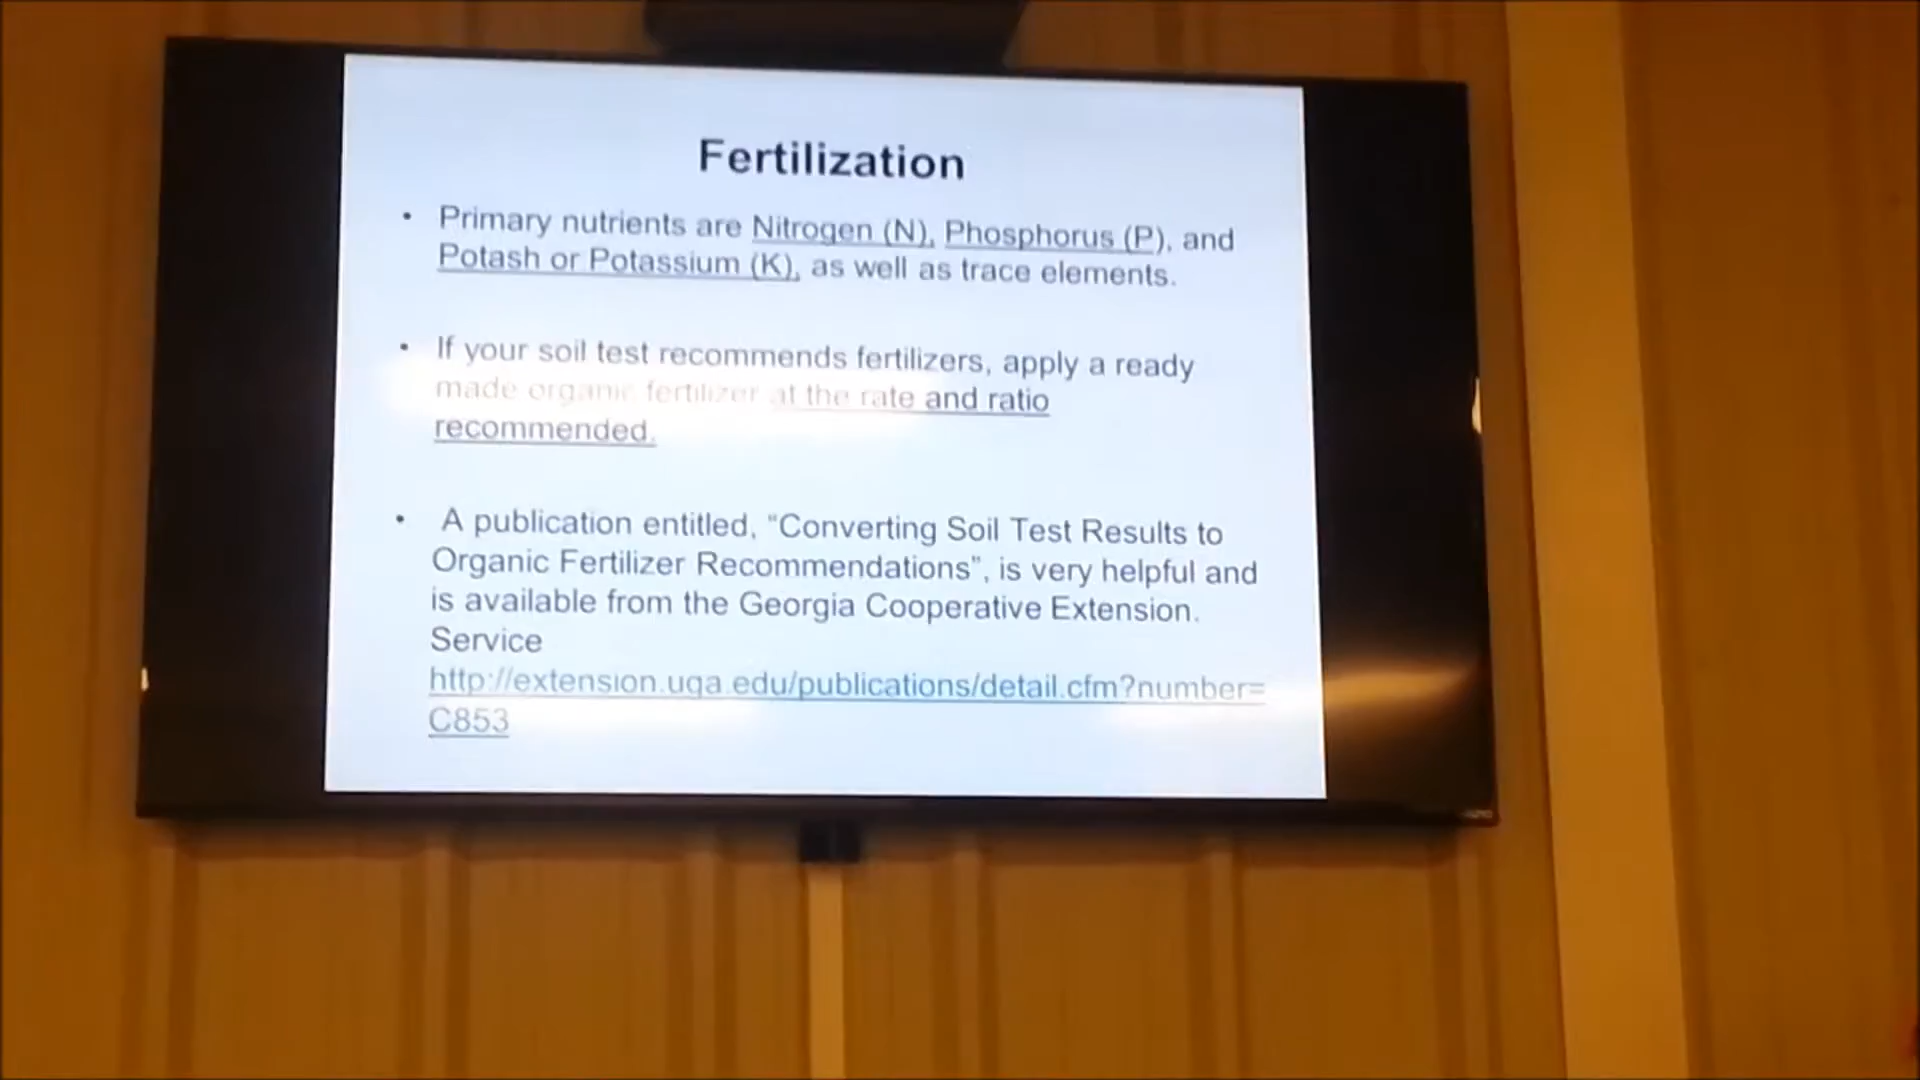 Fertilization
• Primary nutrients are Nitrogen (N), Phosphorus (P), and
Potash or Potassium (K), as well as trace elements.
• If your soil test recommends fertilizers, apply a ready
made organic fertilizer at the rate and ratio
recommended.
• A publication entitled, "Converting Soil Test Results to
Organic Fertilizer Recommendations", is very helpful and
is available from the Georgia Cooperative Extension.
Service
http://extension.uga.edu/publications/detail.cfm?number=
C853